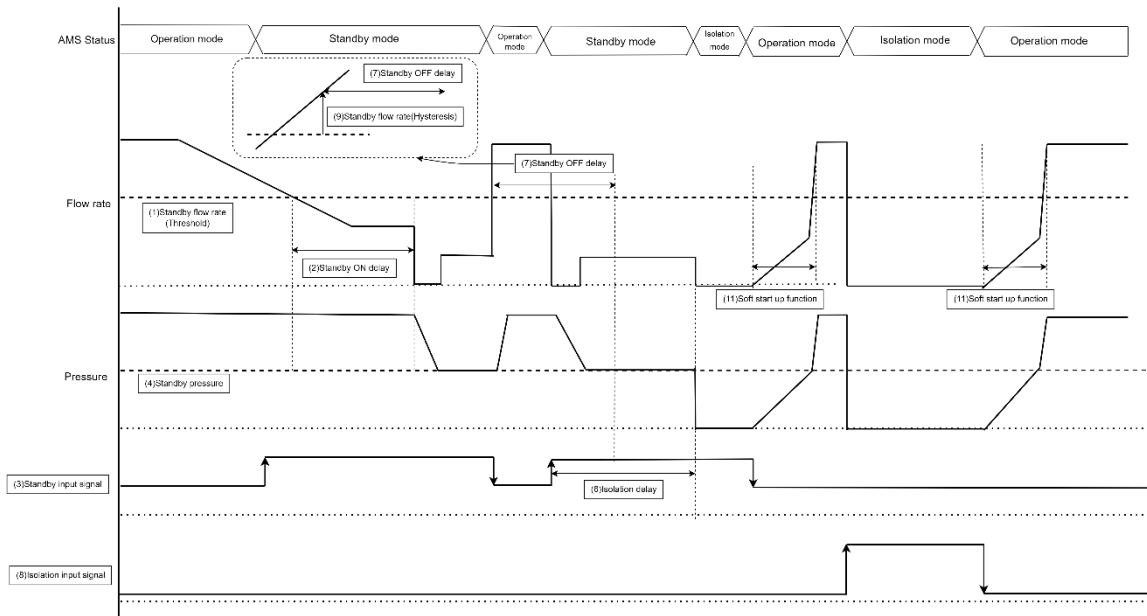 AMS Status
Operation mode
Standby mode
Operation
mode
Standby mode
Isolation
mode
Operation mode
Isolation mode
Operation mode
(7)Standby OFF delay
(9)Standby flow rate(Hysteresis)
(7)Standby OFF delay
Flow rate
(1)Standby flow rate
(Threshold)
(2)Standby ON delay
(11)Soft start up function
(11)Soft start up function
Pressure
(4)Standby pressure
(3)Standby input signal
(6)Isolation delay
(8)Isolation input signal